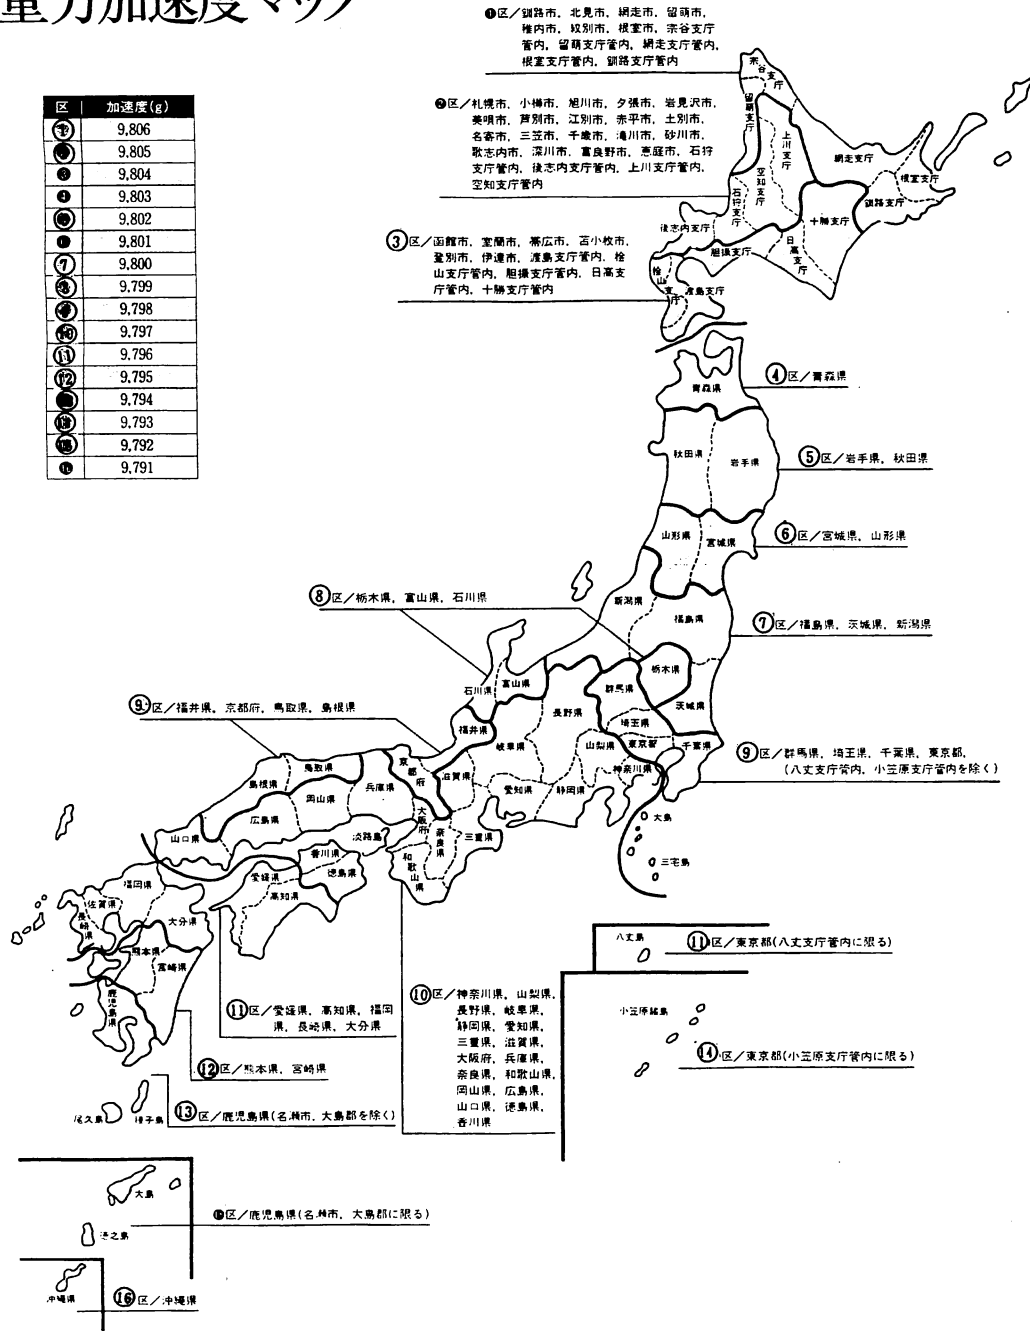 重力加速度マップ
区 加速度(g)
9.806
9.805
9.804
9.803
9.802
9.801
⑦ 9.800
9.799
9.798
⑩ 9.797
⑪ 9.796
⑫ 9.795
9.794
9.793
9.792
9.791
❶区/釧路市, 北見市, 網走市, 留萌市,
稚内市, 紋別市, 根室市, 宗谷支庁
管内, 留萌支庁管内, 網走支庁管内,
根室支庁管内, 釧路支庁管内
❷区/札幌市, 小樽市, 旭川市, 夕張市, 岩見沢市,
美唄市, 芦別市, 江別市, 赤平市, 士別市,
名寄市, 三笠市, 千歳市, 滝川市, 砂川市,
歌志内市, 深川市, 富良野市, 恵庭市, 石狩
支庁管内, 後志内支庁管内, 上川支庁管内,
空知支庁管内
③区/函館市, 室蘭市, 帯広市, 苫小牧市,
登別市, 伊達市, 渡島支庁管内, 桧
山支庁管内, 胆振支庁管内, 日高支
庁管内, 十勝支庁管内
宗谷支庁
留萌支庁
上川支庁
網走支庁
根室支庁
釧路支庁
空知支庁
石狩支庁
十勝支庁
後志内支庁
胆振支庁
日高支庁
桧山支庁
渡島支庁
④区/青森県
青森県
⑤区/岩手県, 秋田県
秋田県
岩手県
⑥区/宮城県, 山形県
山形県
宮城県
⑧区/栃木県, 富山県, 石川県
新潟県
福島県
⑦区/福島県, 茨城県, 新潟県
栃木県
石川県
富山県
群馬県
茨城県
⑨区/福井県, 京都府, 鳥取県, 島根県
福井県
岐阜県
長野県
埼玉県
山梨県
東京都
千葉県
神奈川県
⑨区/群馬県, 埼玉県, 千葉県, 東京都,
(八丈支庁管内, 小笠原支庁管内を除く)
島根県
鳥取県
京都府
滋賀県
兵庫県
岡山県
広島県
愛知県
静岡県
山口県
淡路島
大阪府
奈良県
三重県
大島
三宅島
香川県
徳島県
愛媛県
高知県
和歌山県
福岡県
佐賀県
長崎県
大分県
熊本県
宮崎県
鹿児島県
八丈島
⑪区/東京都(八丈支庁管内に限る)
⑪区/愛媛県, 高知県, 福岡
県, 長崎県, 大分県
⑩区/神奈川県, 山梨県,
長野県, 岐阜県,
静岡県, 愛知県,
三重県, 滋賀県,
大阪府, 兵庫県,
奈良県, 和歌山県,
岡山県, 広島県,
山口県, 徳島県,
香川県
小笠原諸島
⑭区/東京都(小笠原支庁管内に限る)
⑫区/熊本県, 宮崎県
⑬区/鹿児島県(名瀬市, 大島郡を除く)
屋久島
種子島
大島
徳之島
区/鹿児島県(名瀬市, 大島郡に限る)
沖縄県
⑯区/沖縄県